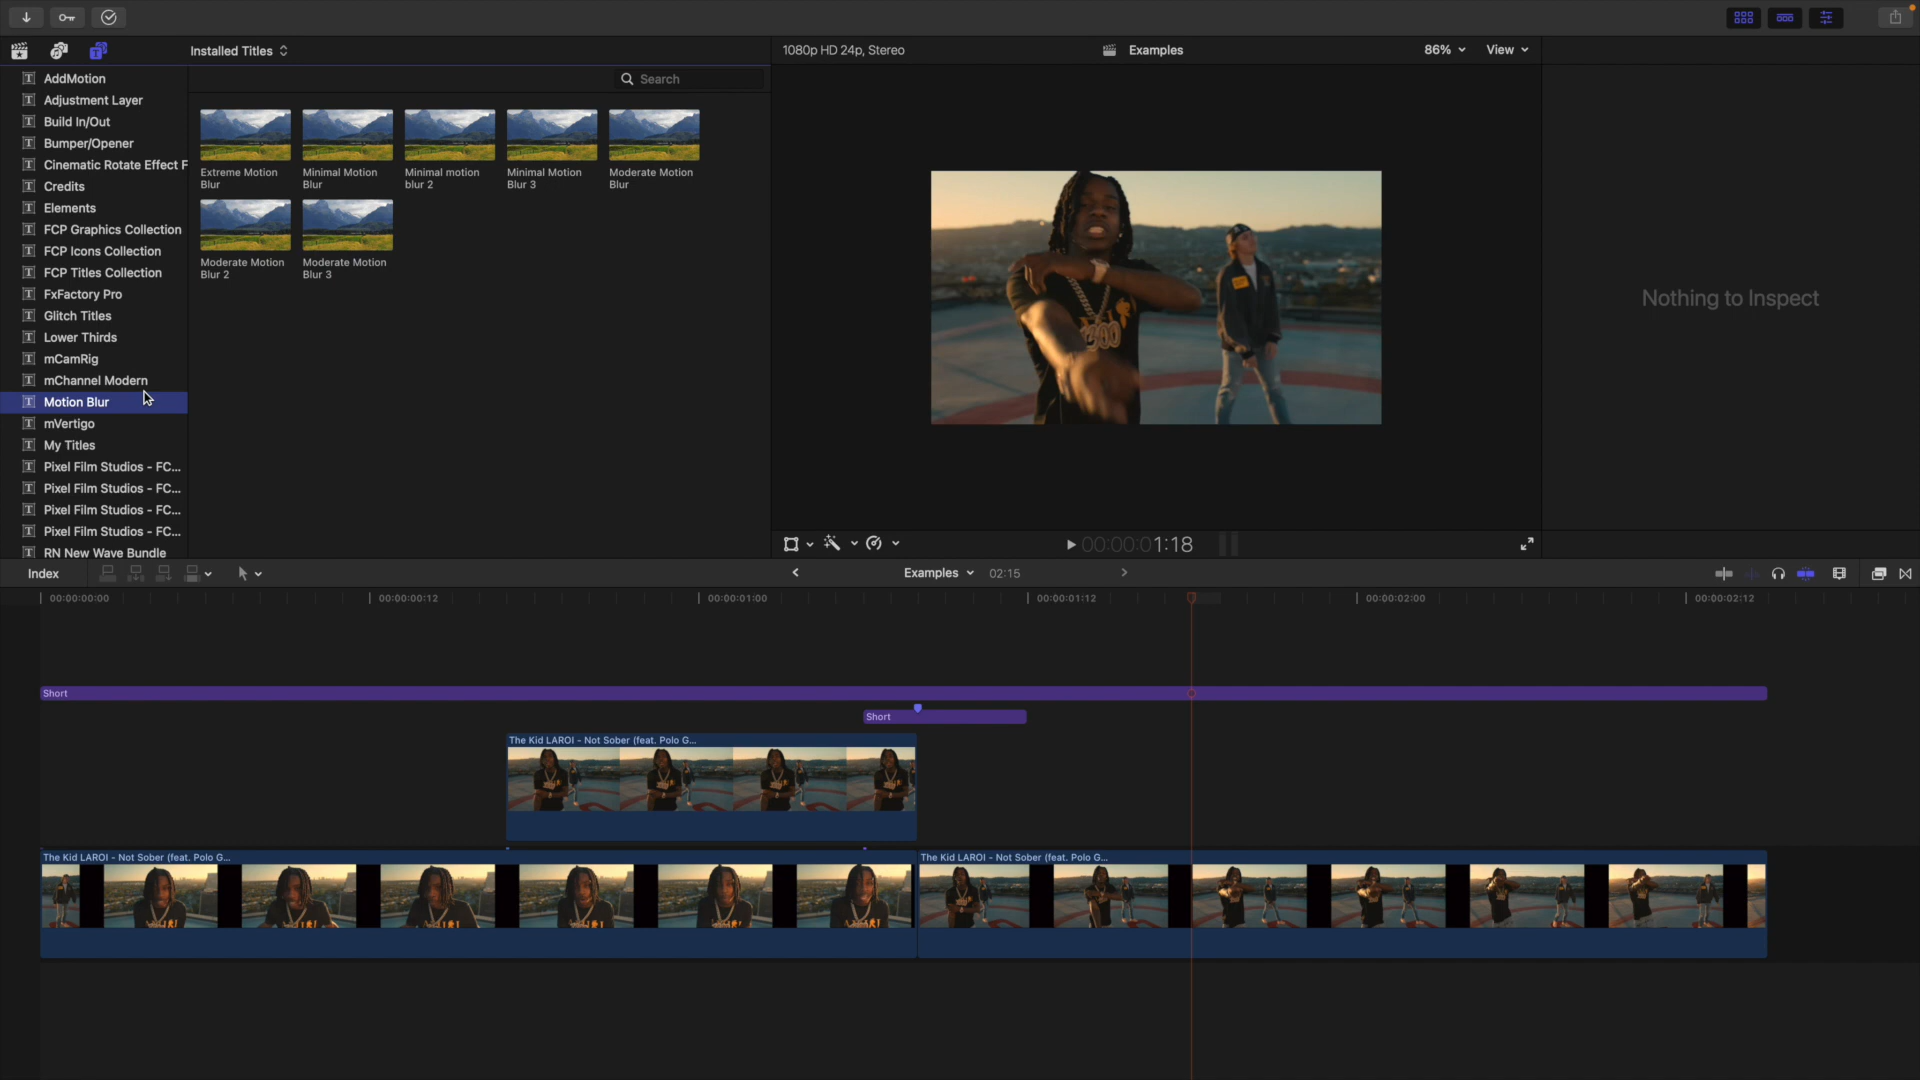 Installed Titles
1080p HD 24p, Stereo
Examples
86%
View
AddMotion
Adjustment Layer
Build In/Out
Bumper/Opener
Cinematic Rotate Effect F
Credits
Elements
FCP Graphics Collection
FCP Icons Collection
FCP Titles Collection
FxFactory Pro
Glitch Titles
Lower Thirds
mCamRig
mChannel Modern
Motion Blur
mVertigo
My Titles
Pixel Film Studios - FC...
Pixel Film Studios - FC...
Pixel Film Studios - FC...
Pixel Film Studios - FC...
RN New Wave Bundle
Search
Extreme Motion
Blur
Minimal Motion
Blur
Minimal motion
blur 2
Minimal Motion
Blur 3
Moderate Motion
Blur
Moderate Motion
Blur 2
Moderate Motion
Blur 3
Nothing to Inspect
00:00:01:18
Index
Examples
02:15
00:00:00:00
00:00:00:12
00:00:01:00
00:00:01:12
00:00:02:00
00:00:02:12
Short
Short
The Kid LAROI - Not Sober (feat. Polo G...
The Kid LAROI - Not Sober (feat. Polo G...
The Kid LAROI - Not Sober (feat. Polo G...